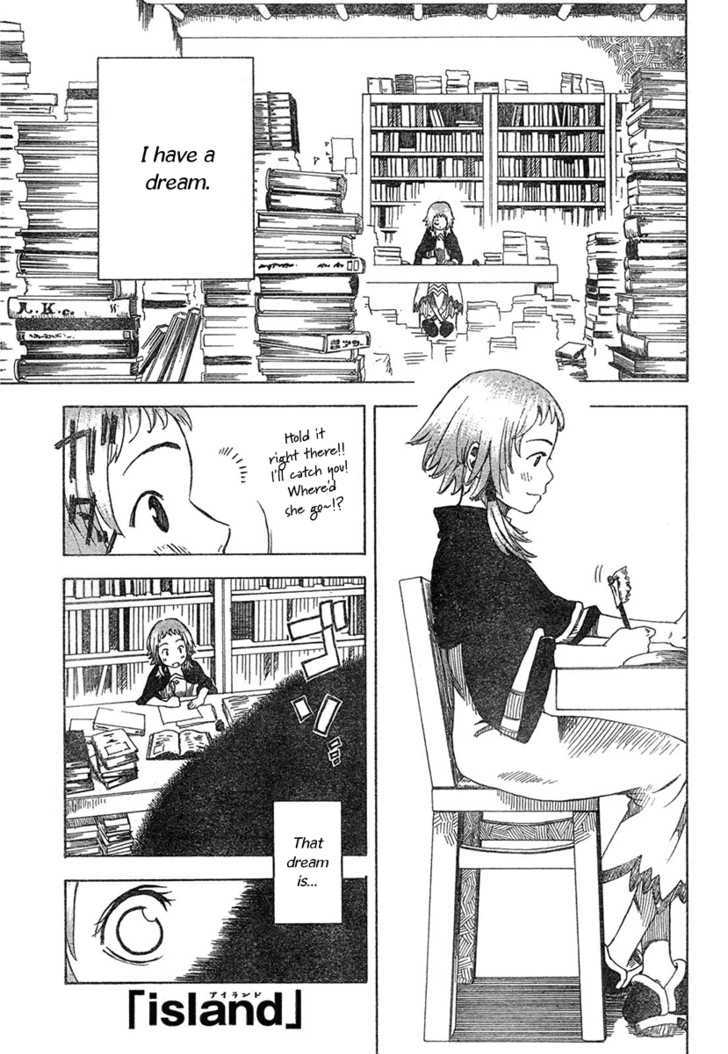 I have a
dream.
R.K.c.
Hold it
right there!!
I'll catch you!
Where'd
she go~!?
That
dream
is...
アイランド
「island」